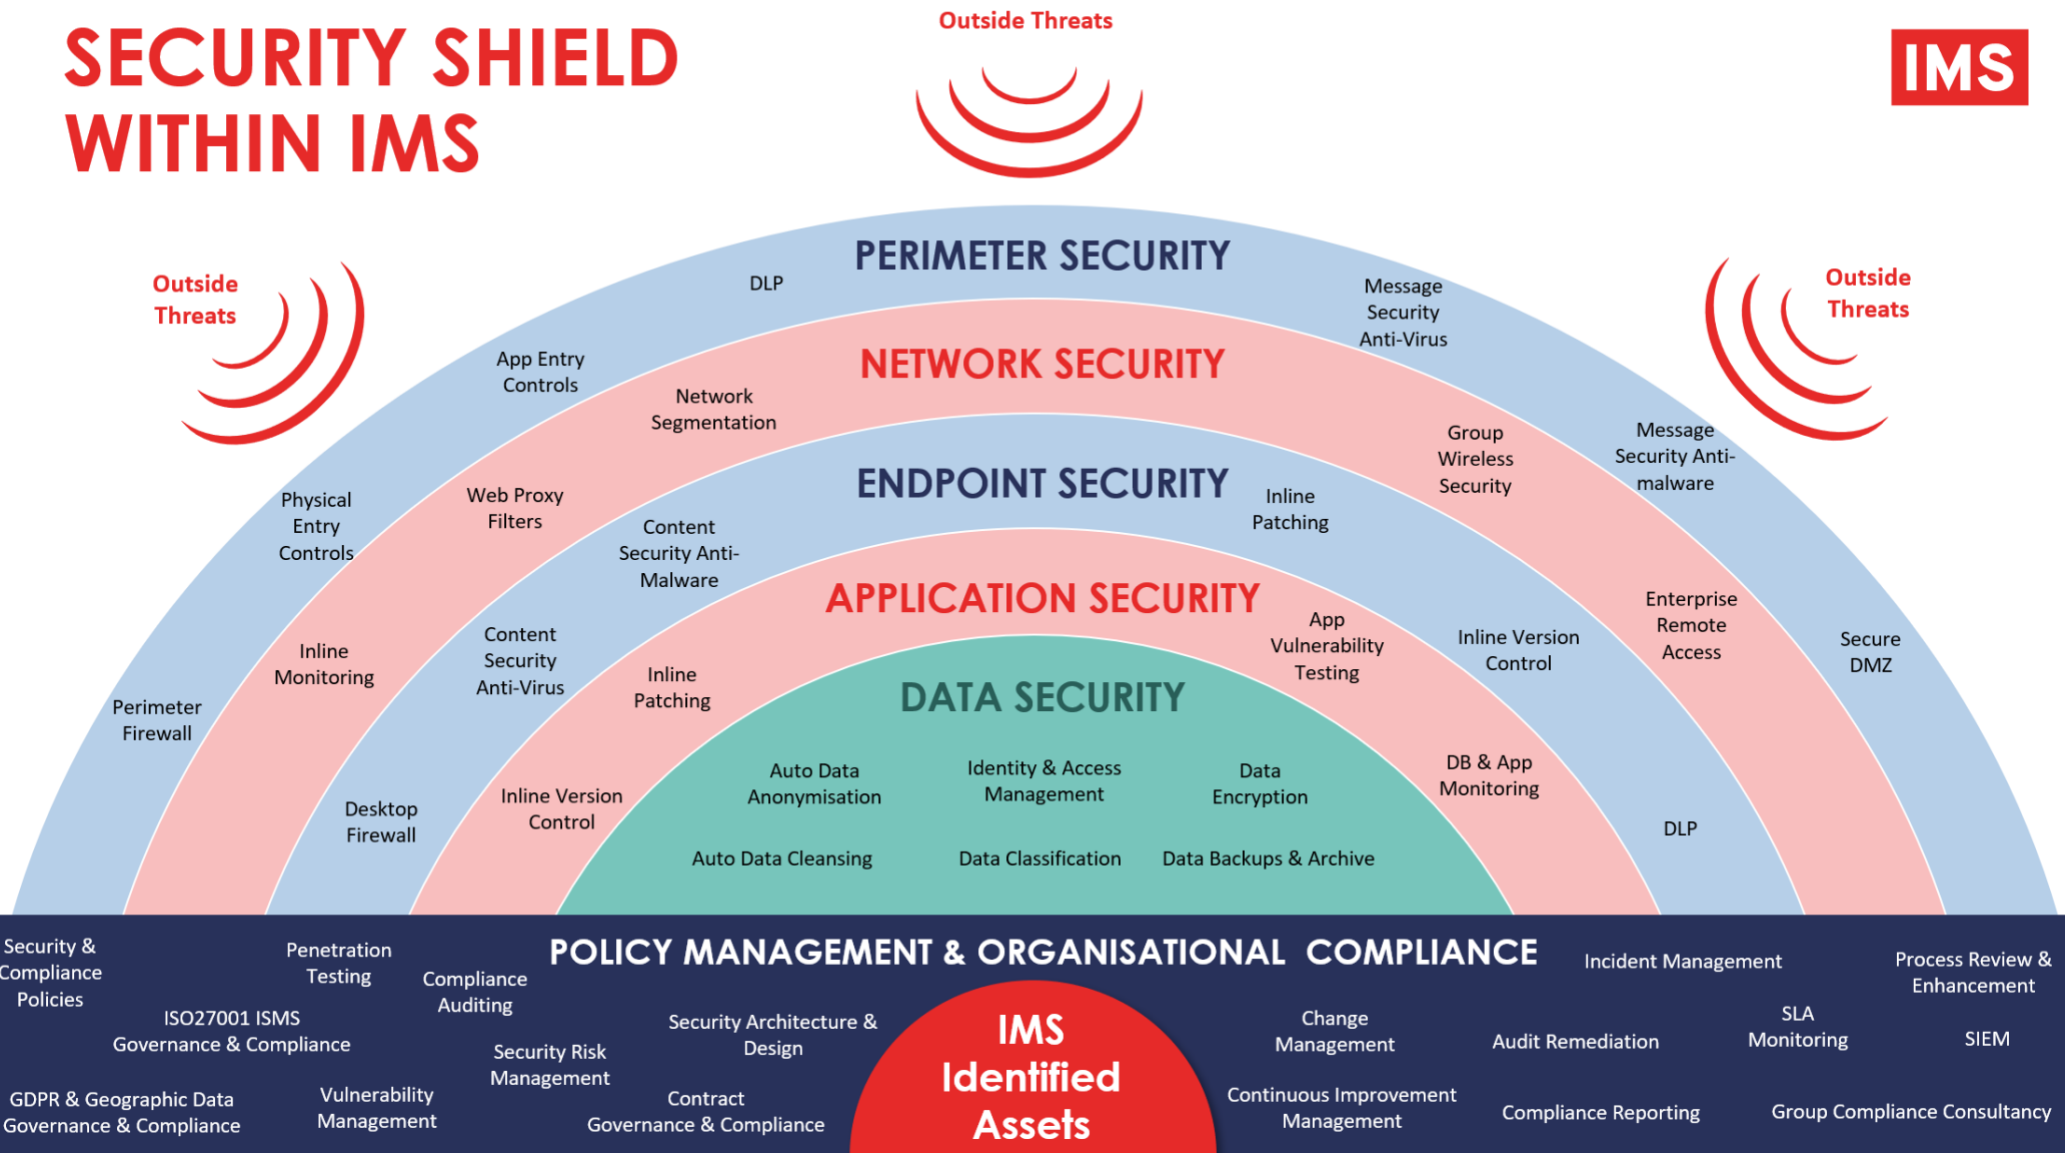 SECURITY SHIELD
WITHIN IMS
Outside Threats
IMS
Outside
Threats
Outside
Threats
PERIMETER SECURITY
DLP
Message
Security
Anti-Virus
App Entry
Controls
Message
Security Anti-
malware
Physical
Entry
Controls
Perimeter
Firewall
Secure
DMZ
NETWORK SECURITY
Network
Segmentation
Group
Wireless
Security
Web Proxy
Filters
Inline
Monitoring
Enterprise
Remote
Access
ENDPOINT SECURITY
Inline
Patching
Content
Security Anti-
Malware
Content
Security
Anti-Virus
Inline Version
Control
Desktop
Firewall
DLP
APPLICATION SECURITY
App
Vulnerability
Testing
Inline
Patching
DB & App
Monitoring
Inline Version
Control
DATA SECURITY
Auto Data
Anonymisation
Identity & Access
Management
Data
Encryption
Auto Data Cleansing
Data Classification
Data Backups & Archive
POLICY MANAGEMENT & ORGANISATIONAL COMPLIANCE
Security &
Compliance
Policies
Penetration
Testing
Compliance
Auditing
ISO27001 ISMS
Governance & Compliance
Security Architecture &
Design
Security Risk
Management
GDPR & Geographic Data
Governance & Compliance
Vulnerability
Management
Contract
Governance & Compliance
IMS
Identified
Assets
Incident Management
Process Review &
Enhancement
Change
Management
Audit Remediation
SLA
Monitoring
SIEM
Continuous Improvement
Management
Compliance Reporting
Group Compliance Consultancy